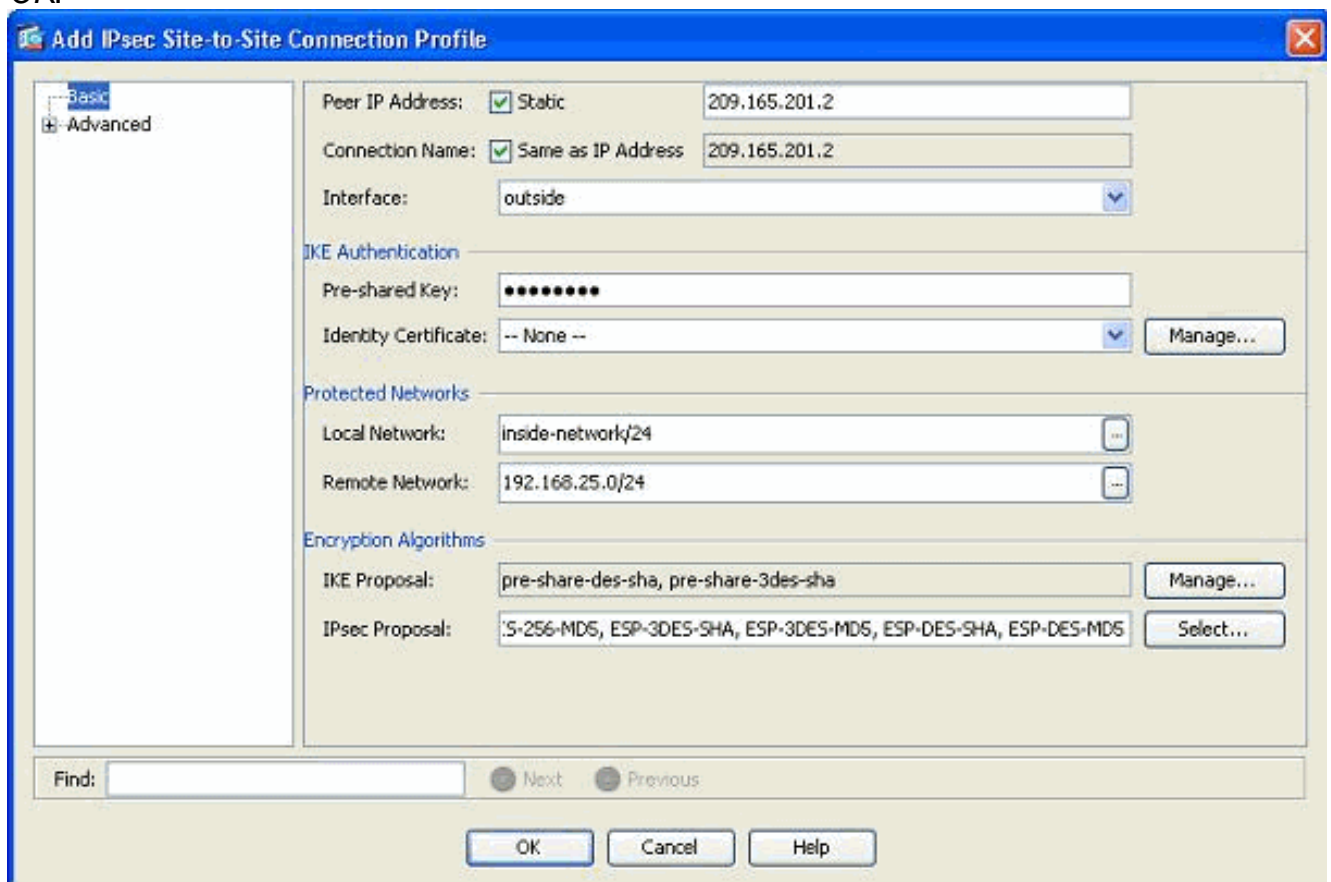 Add IPsec Site-to-Site Connection Profile
Basic
Advanced
Peer IP Address: Static 209.165.201.2
Connection Name: Same as IP Address 209.165.201.2
Interface: outside
IKE Authentication
Pre-shared Key: ••••••••
Identity Certificate: -- None -- Manage...
Protected Networks
Local Network: inside-network/24 ...
Remote Network: 192.168.25.0/24 ...
Encryption Algorithms
IKE Proposal: pre-share-des-sha, pre-share-3des-sha Manage...
IPsec Proposal: S-256-MD5, ESP-3DES-SHA, ESP-3DES-MD5, ESP-DES-SHA, ESP-DES-MD5 Select...
Find: Next Previous
OK Cancel Help